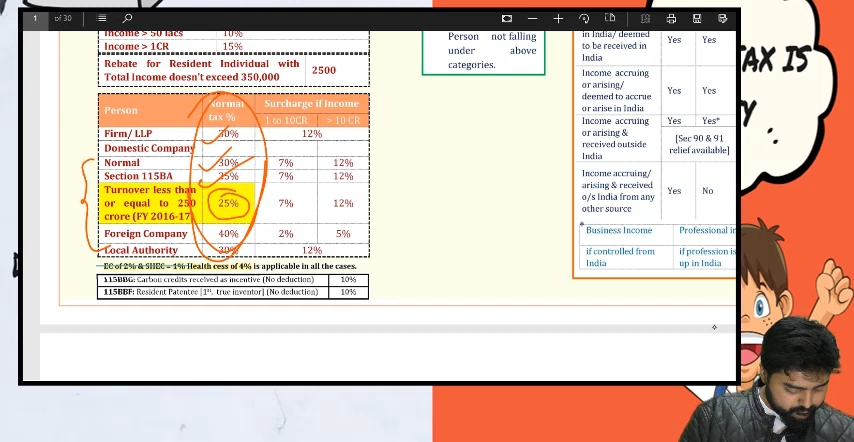 1 of 30
Income > 50 lacs 10%
Income > 1CR 15%
Rebate for Resident Individual with
Total Income doesn't exceed 350,000
2500
Person Normal tax % Surcharge if Income
1 to 10CR > 10 CR
Firm/ LLP 30% 12%
Domestic Company
Normal 30% 7% 12%
Section 115BA 25% 7% 12%
Turnover less than
or equal to 250
crore (FY 2016-17)
25% 7% 12%
Foreign Company 40% 2% 5%
Local Authority 30% 12%
EC of 2% & SHEC = 1% Health cess of 4% is applicable in all the cases.
115BBG: Carbon credits received as incentive (No deduction) 10%
115BBF: Resident Patentee [1st, true inventor] (No deduction) 10%
Person not falling
under above
categories.
in India/ deemed
to be received in
India
Yes Yes
Income accruing
or arising/
deemed to accrue
or arise in India
Yes Yes
Income accruing
or arising &
received outside
India
Yes Yes*
[Sec 90 & 91
relief available]
Income accruing/
arising & received
o/s India from any
other source
Yes No
* Business Income
if controlled from
India
Professional in
if profession is
up in India
AX IS